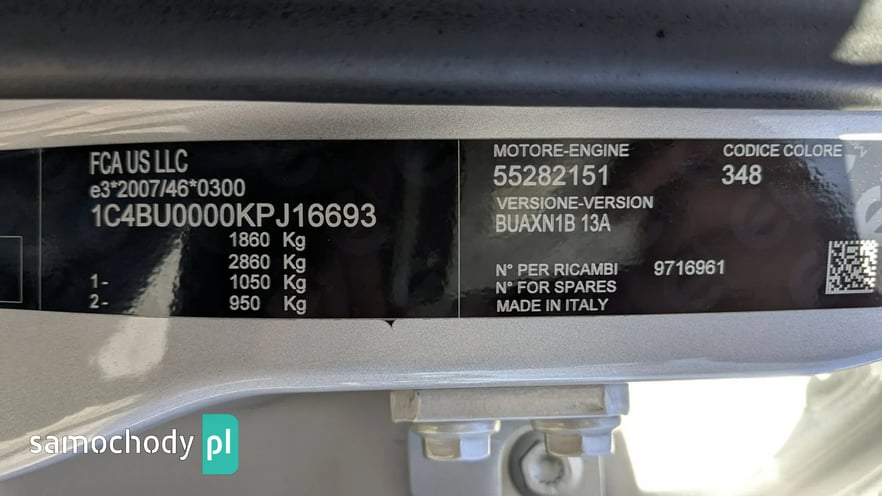 FCA US LLC
e3*2007/46*0300
1C4BU0000KPJ16693
1860 Kg
2860 Kg
1- 1050 Kg
2- 950 Kg
MOTORE-ENGINE
55282151
VERSIONE-VERSION
BUAXN1B 13A
N° PER RICAMBI 9716961
N° FOR SPARES
MADE IN ITALY
CODICE COLORE
348
samochody pl